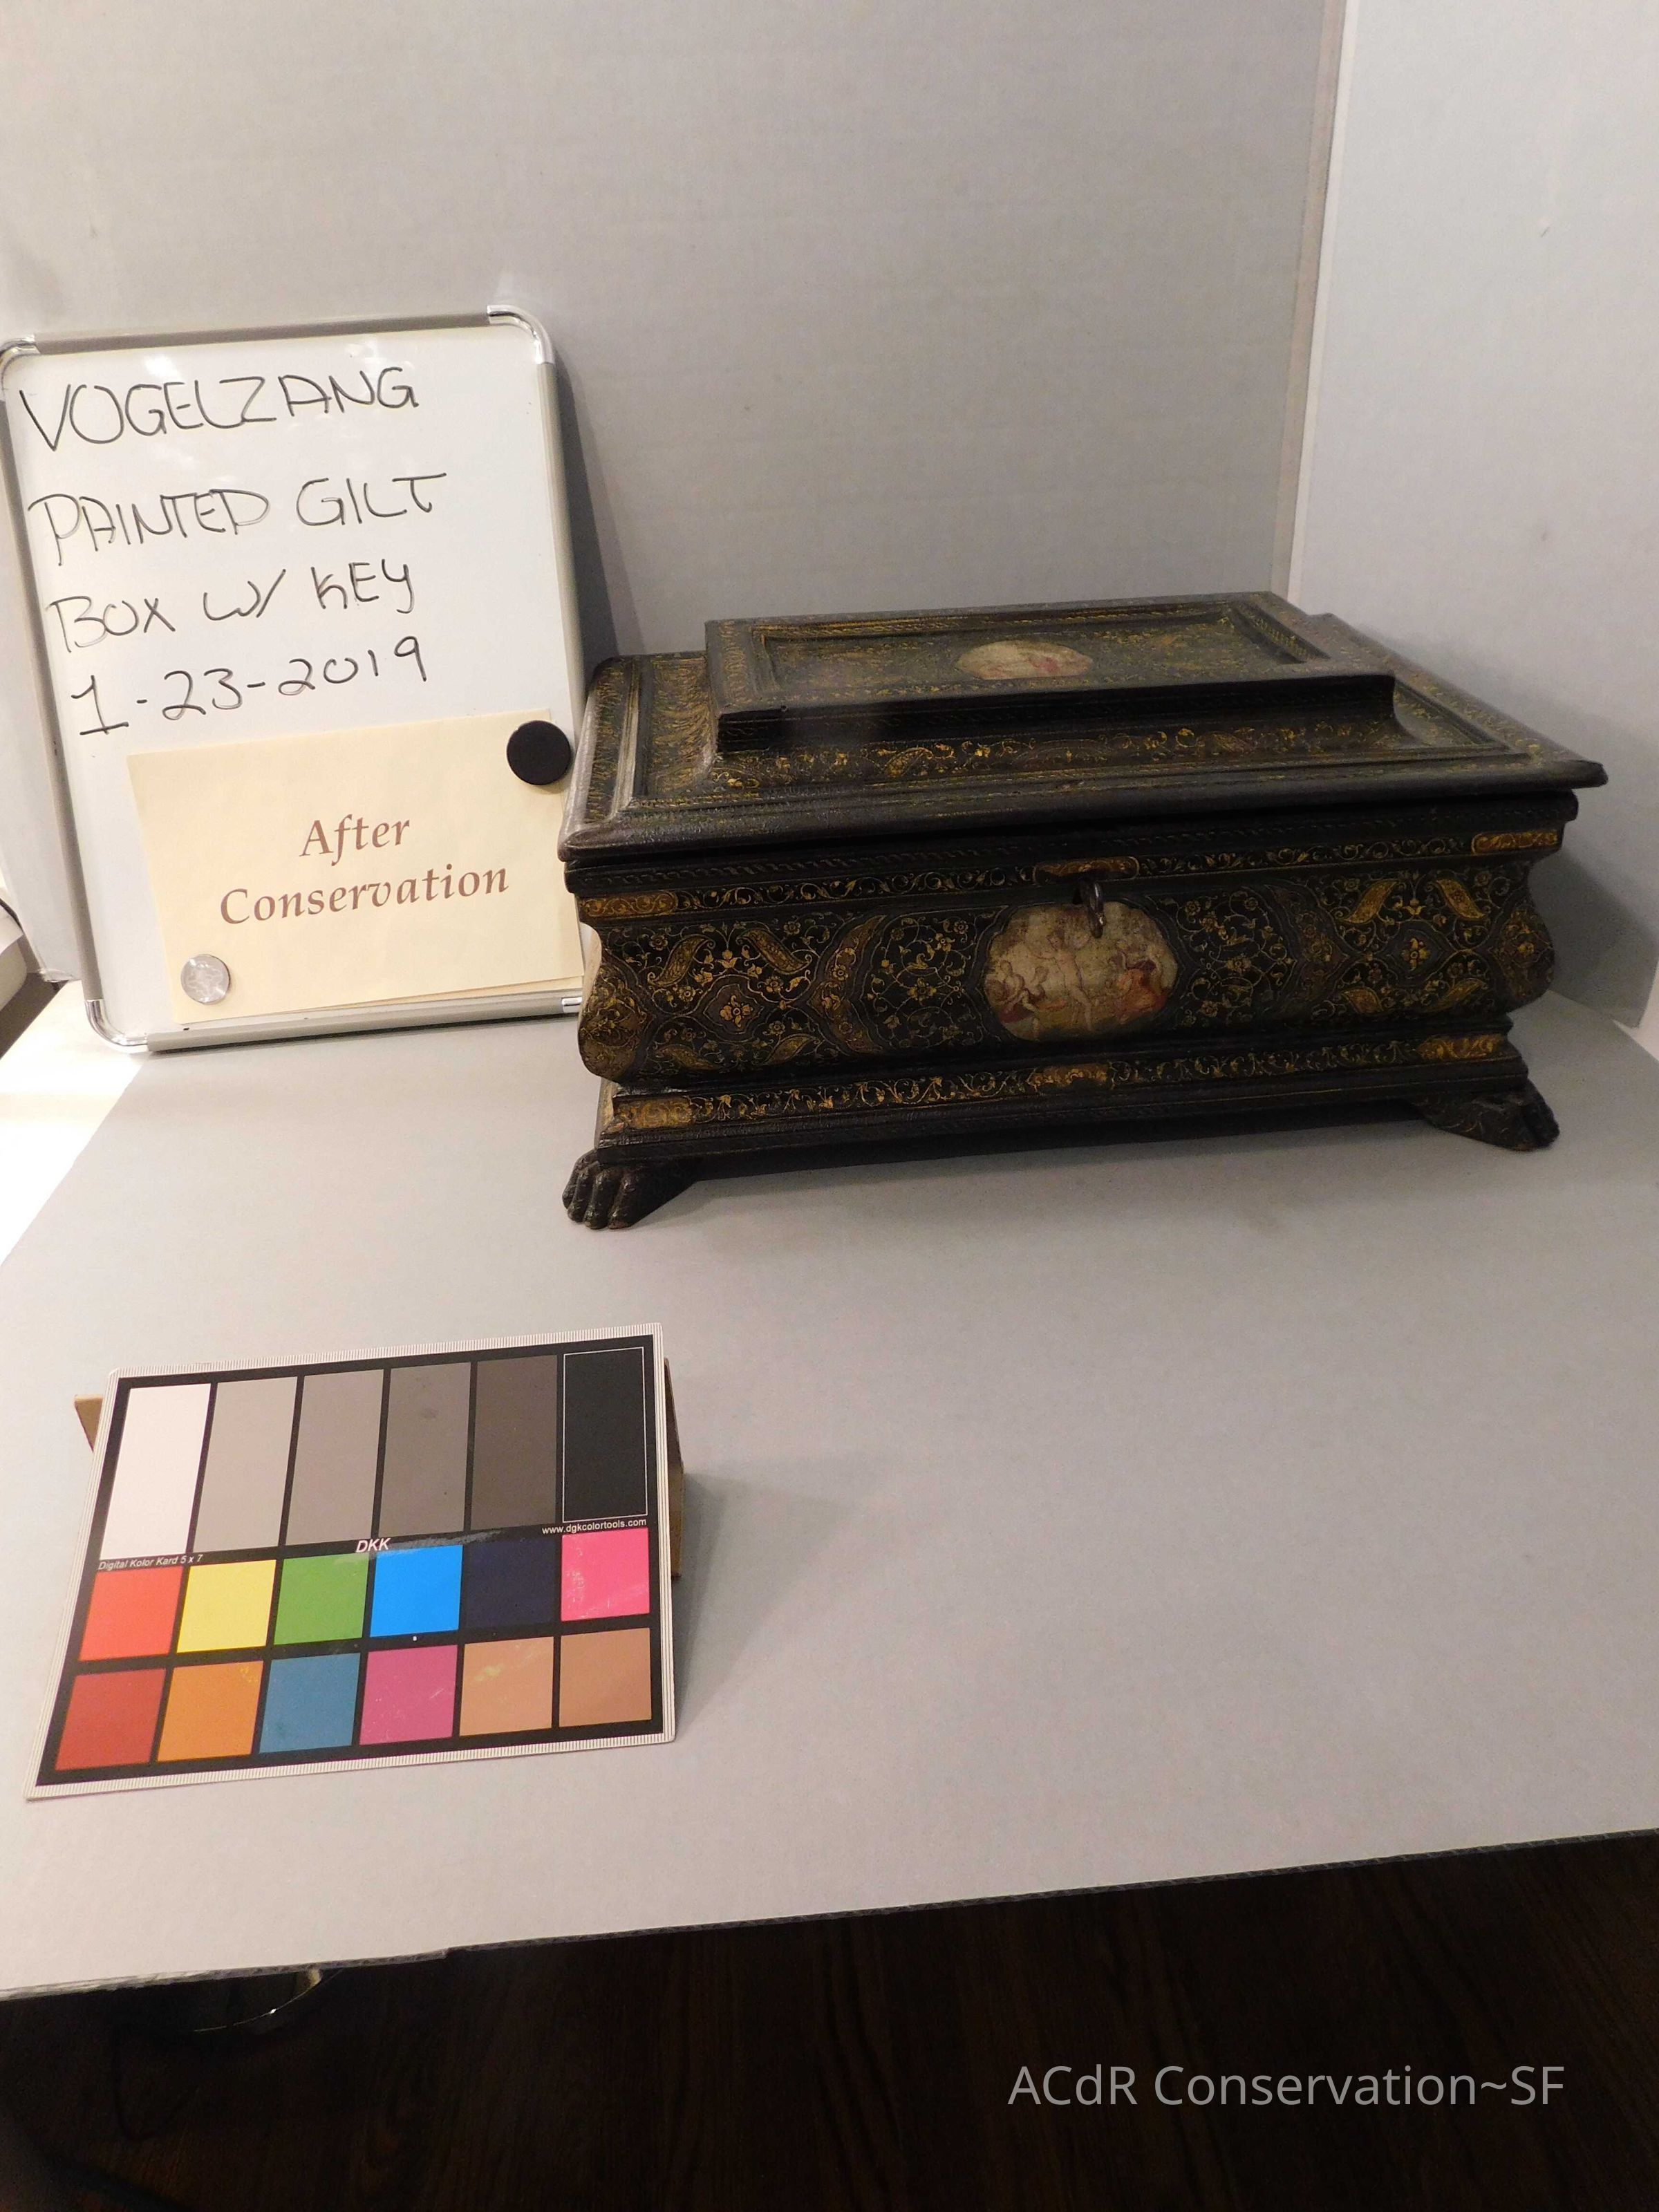 VOGELZANG
PAINTED GILT
BOX W/ KEY
1-23-2019
After
Conservation
www.dgkcolortools.com
DKK
Digital Kolor Kard 5 x 7
ACdR Conservation~SF